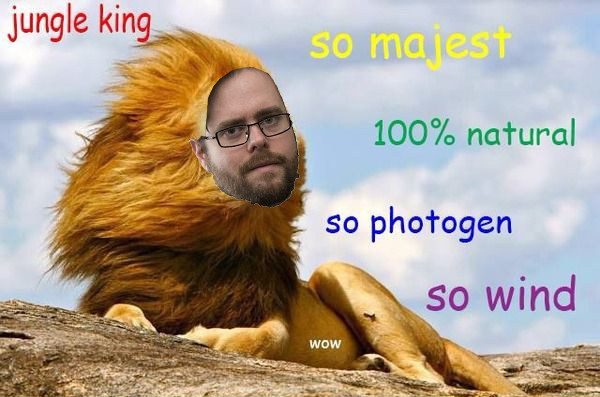 jungle king
so majest
100% natural
so photogen
so wind
wow